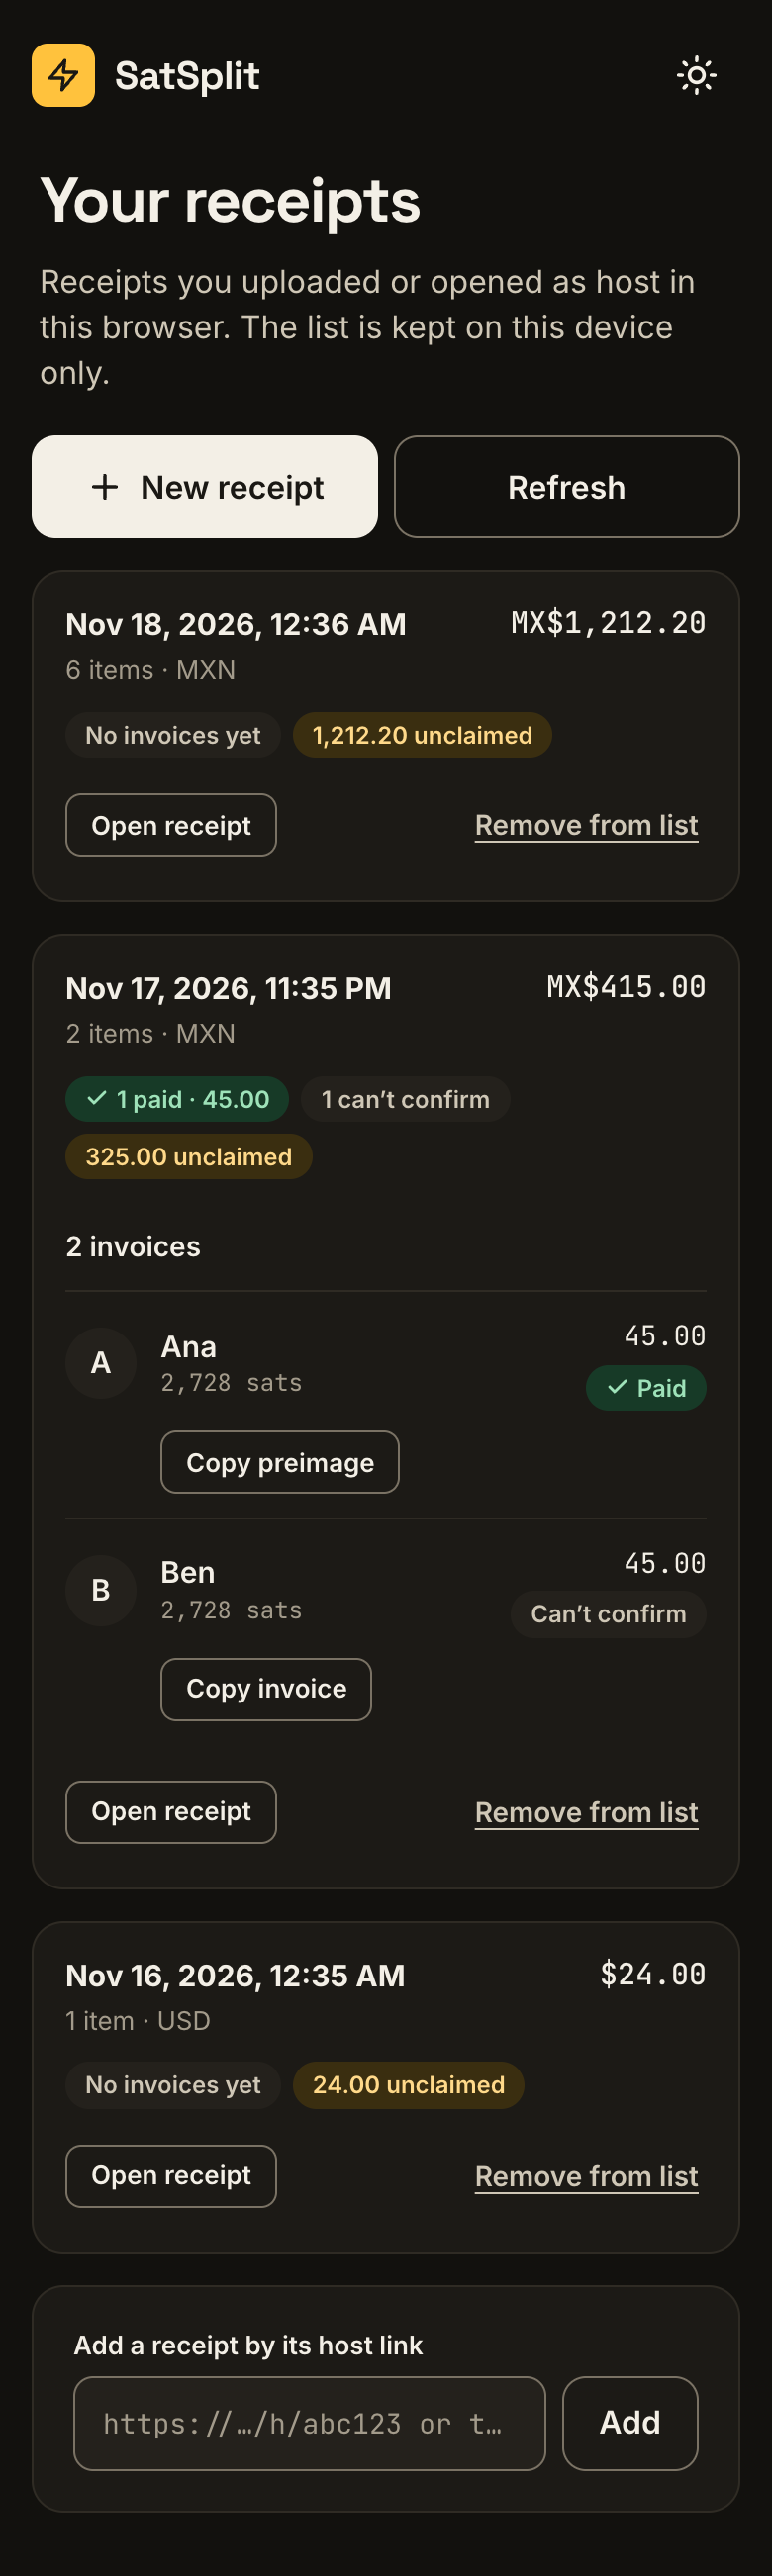 SatSplit
Your receipts
Receipts you uploaded or opened as host in
this browser. The list is kept on this device
only.
New receipt
Refresh
Nov 18, 2026, 12:36 AM
MX$1,212.20
6 items · MXN
No invoices yet
1,212.20 unclaimed
Open receipt
Remove from list
Nov 17, 2026, 11:35 PM
MX$415.00
2 items · MXN
1 paid · 45.00
1 can’t confirm
325.00 unclaimed
2 invoices
A
Ana
45.00
2,728 sats
Paid
Copy preimage
B
Ben
45.00
2,728 sats
Can’t confirm
Copy invoice
Open receipt
Remove from list
Nov 16, 2026, 12:35 AM
$24.00
1 item · USD
No invoices yet
24.00 unclaimed
Open receipt
Remove from list
Add a receipt by its host link
https://…/h/abc123 or t…
Add